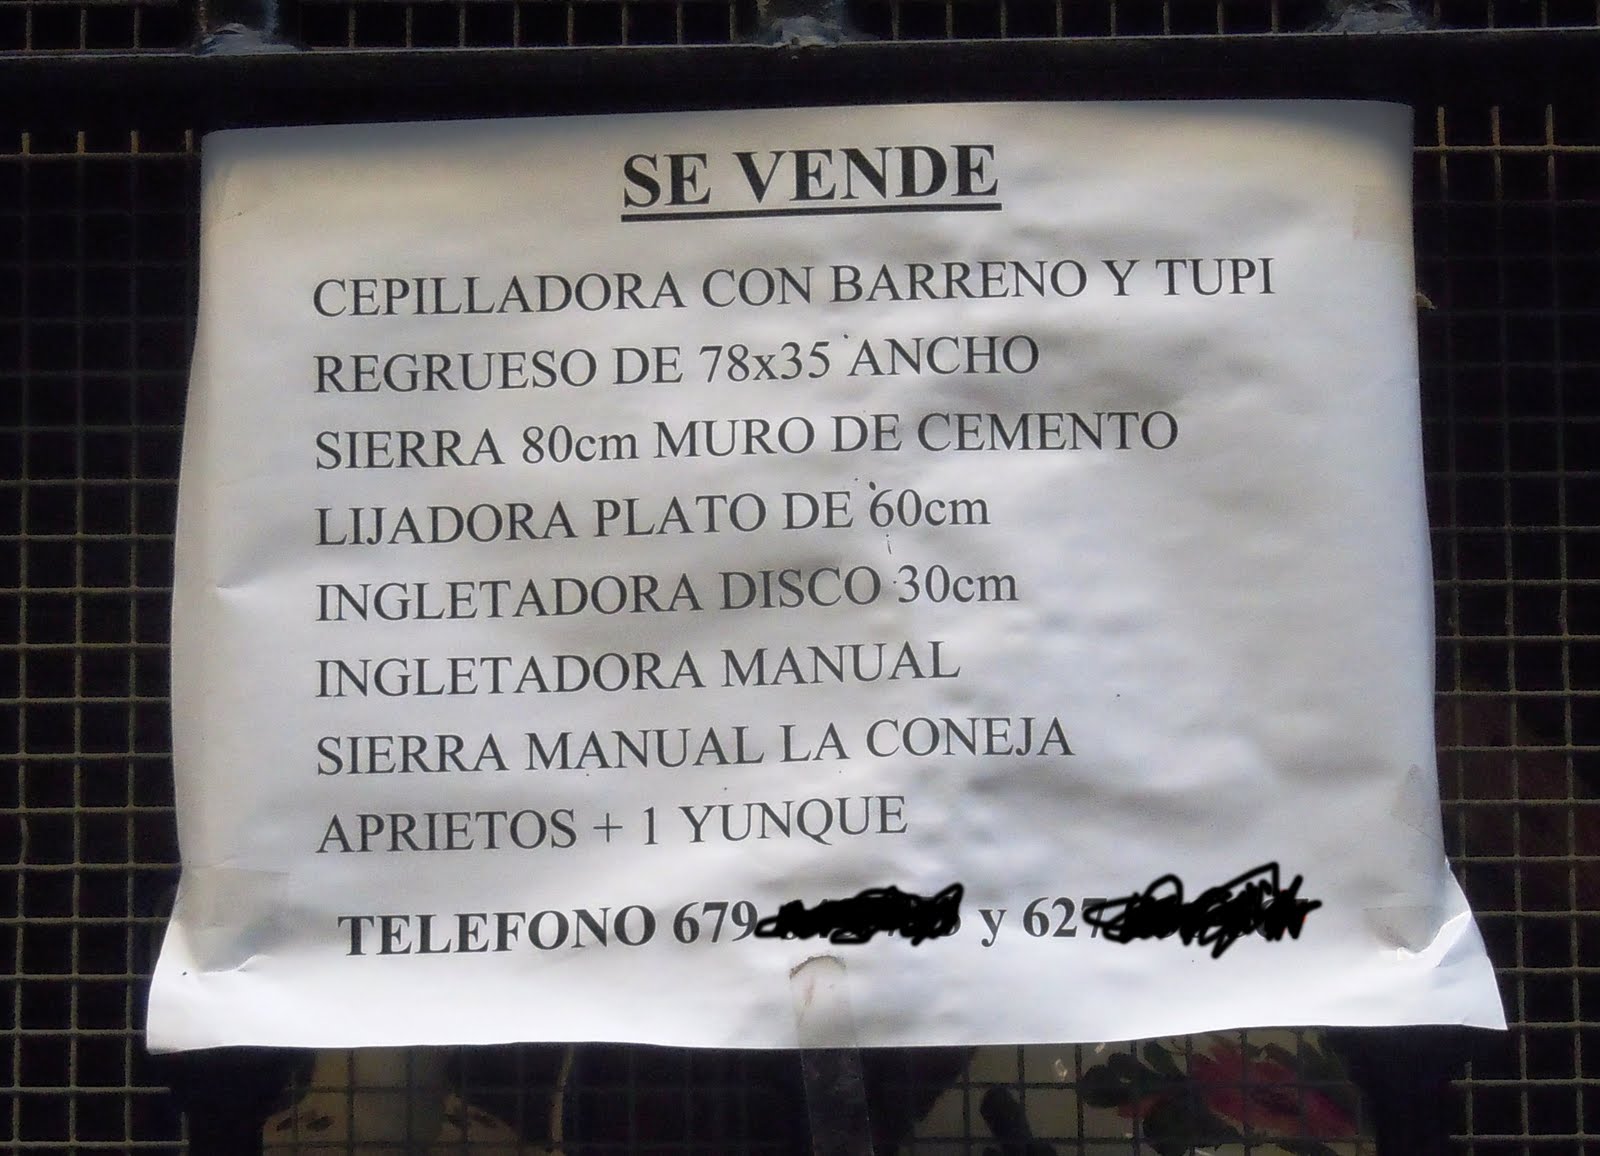 SE VENDE
CEPILLADORA CON BARRENO Y TUPI
REGRUESO DE 78x35 ANCHO
SIERRA 80cm MURO DE CEMENTO
LIJADORA PLATO DE 60cm
INGLETADORA DISCO 30cm
INGLETADORA MANUAL
SIERRA MANUAL LA CONEJA
APRIETOS + 1 YUNQUE
TELEFONO 679 y 627